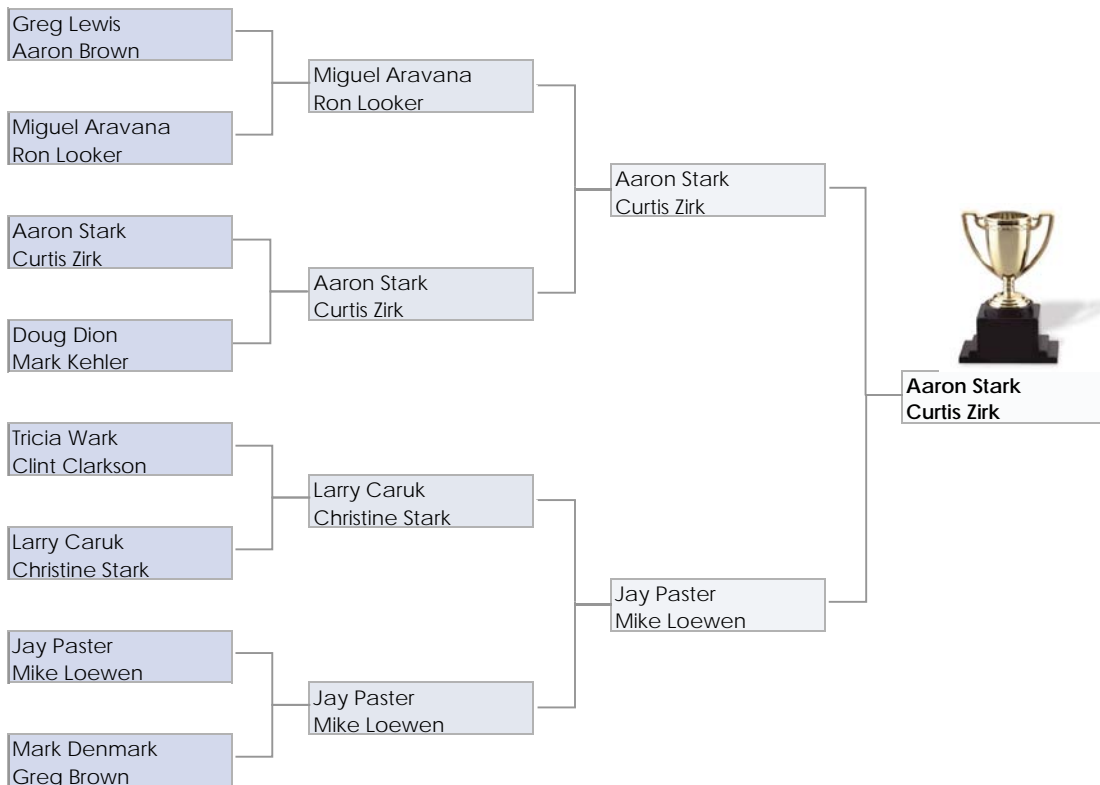 Greg Lewis
Aaron Brown
Miguel Aravana
Ron Looker
Aaron Stark
Curtis Zirk
Doug Dion
Mark Kehler
Tricia Wark
Clint Clarkson
Larry Caruk
Christine Stark
Jay Paster
Mike Loewen
Mark Denmark
Greg Brown
Miguel Aravana
Ron Looker
Aaron Stark
Curtis Zirk
Larry Caruk
Christine Stark
Jay Paster
Mike Loewen
Aaron Stark
Curtis Zirk
Jay Paster
Mike Loewen
Aaron Stark
Curtis Zirk